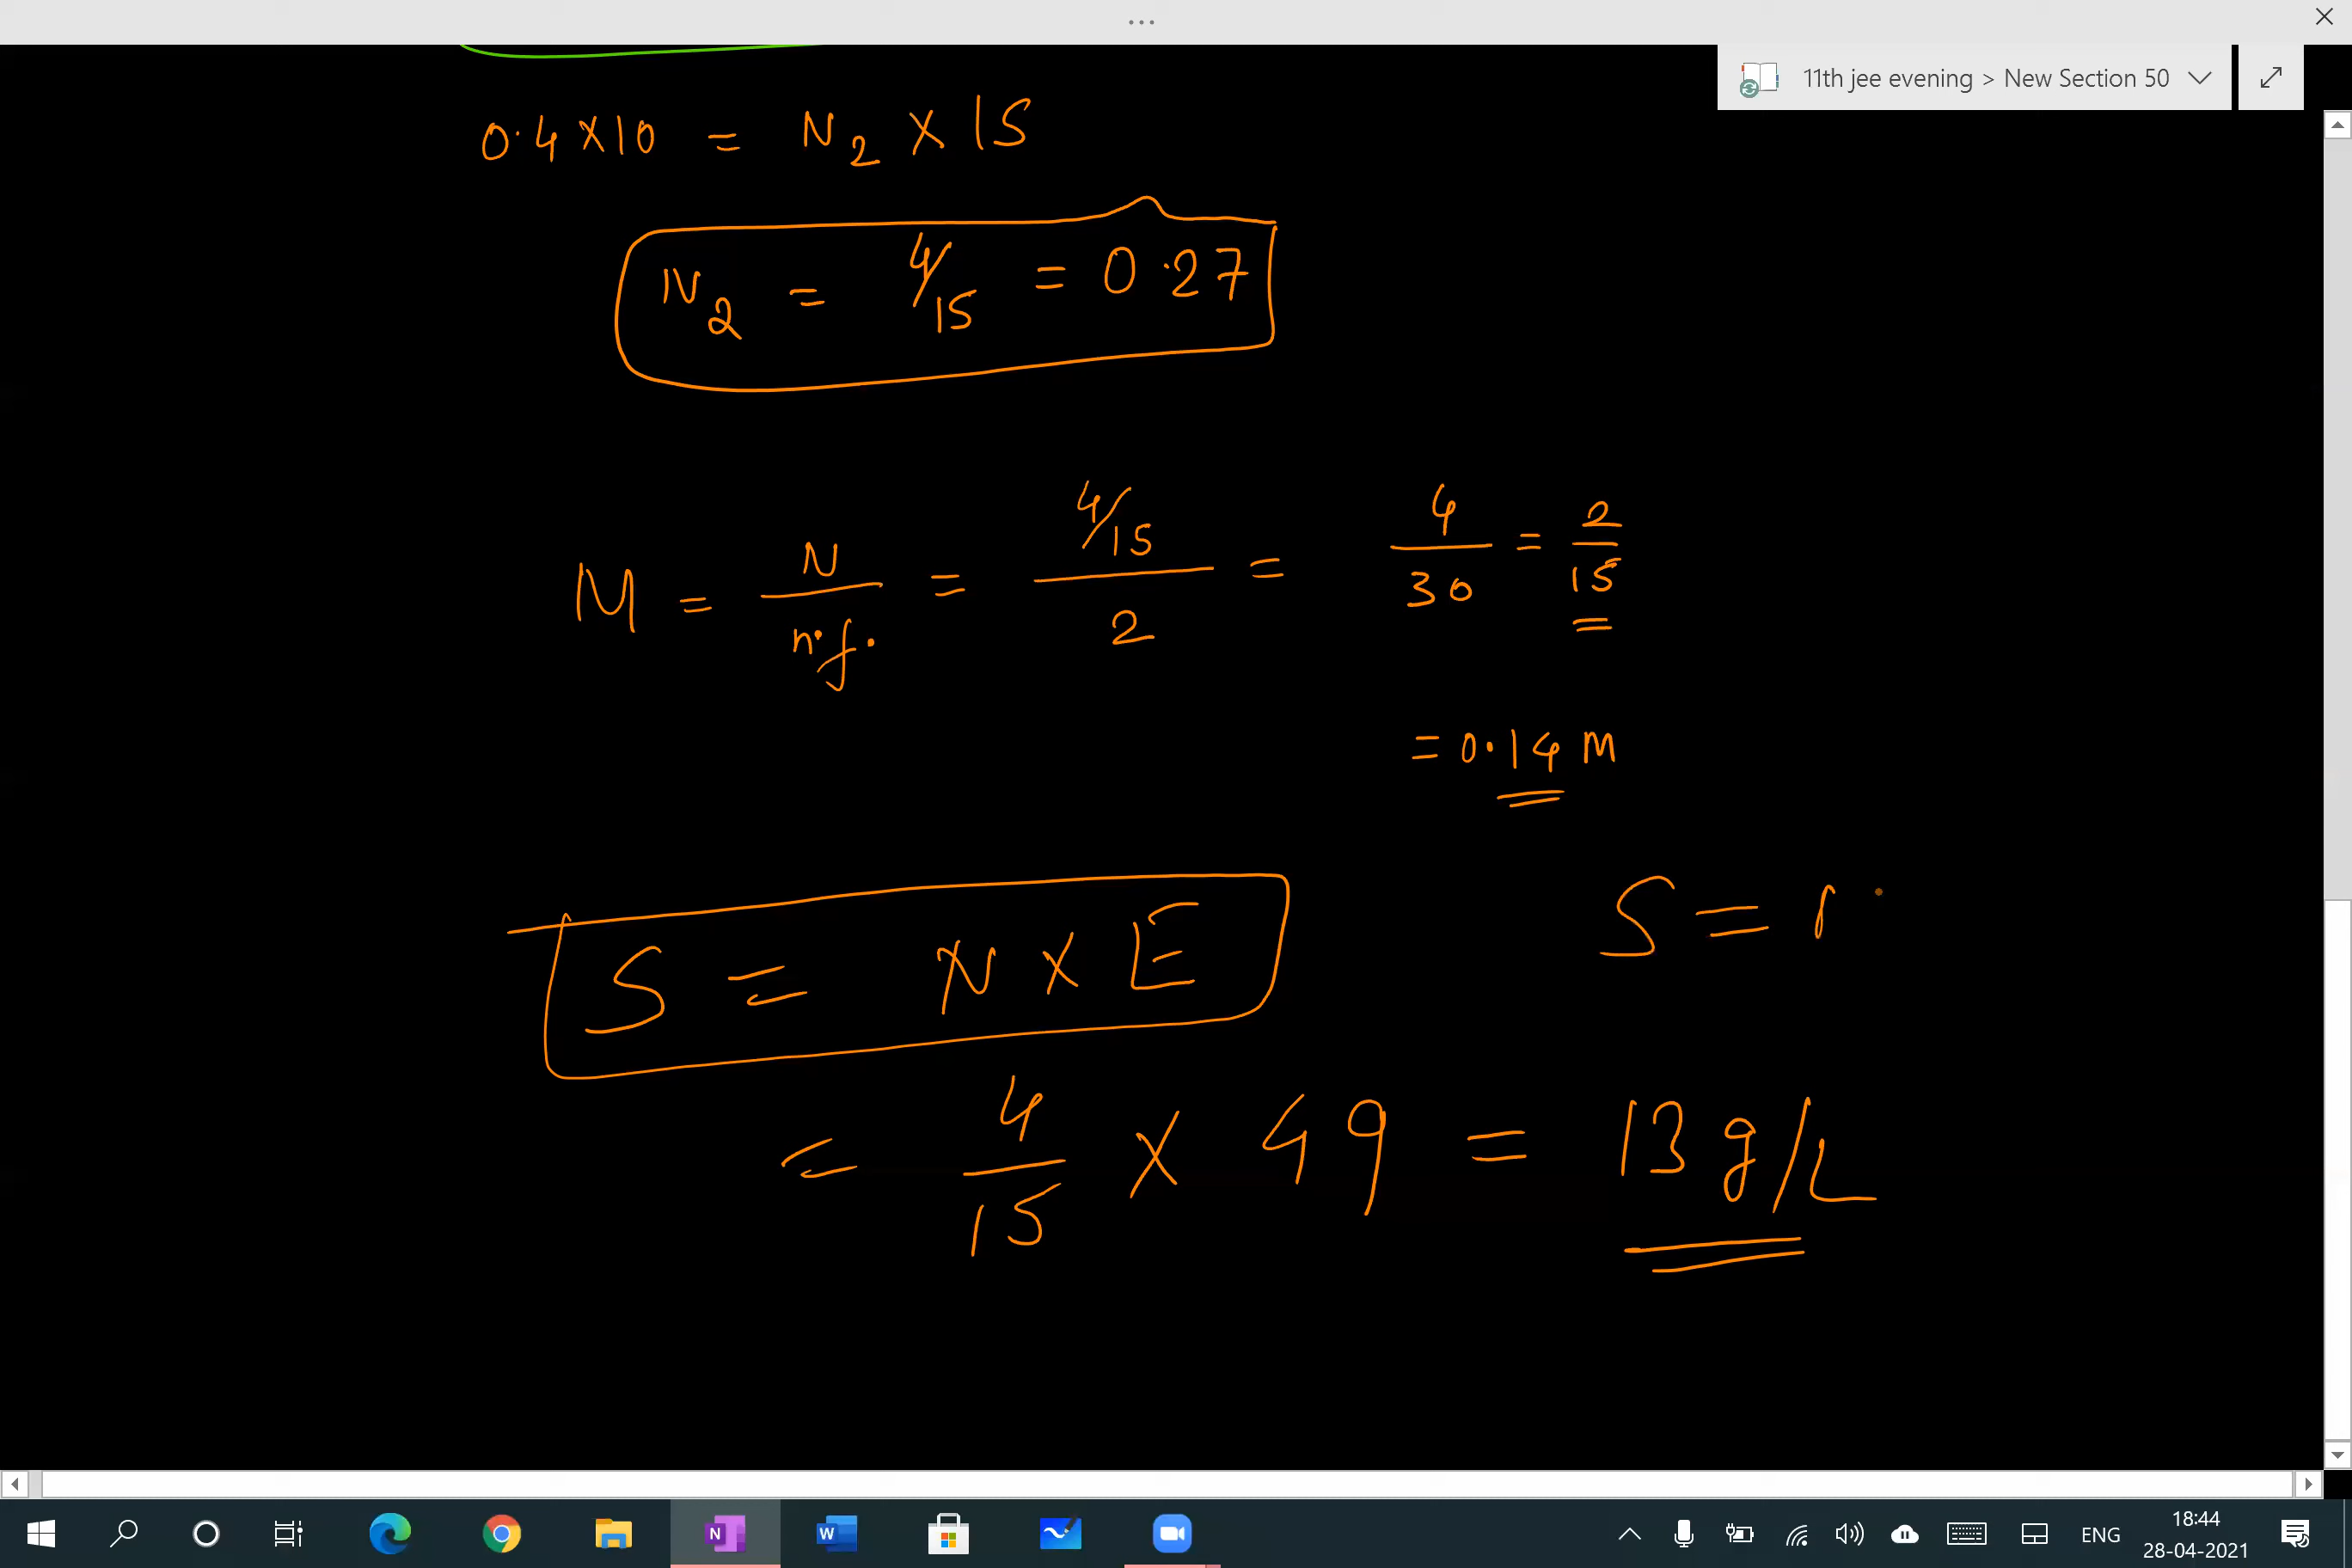 11th jee evening > New Section 50
0.4×10 = N₂ × 15
N₂ = 4/15 = 0.27
M = N/n.f. = 4/15/2 = 4/30 = 2/15
= 0.14 M
S = N × E
S =
= 4/15 × 49 = 13 g/L
ENG
18:44
28-04-2021